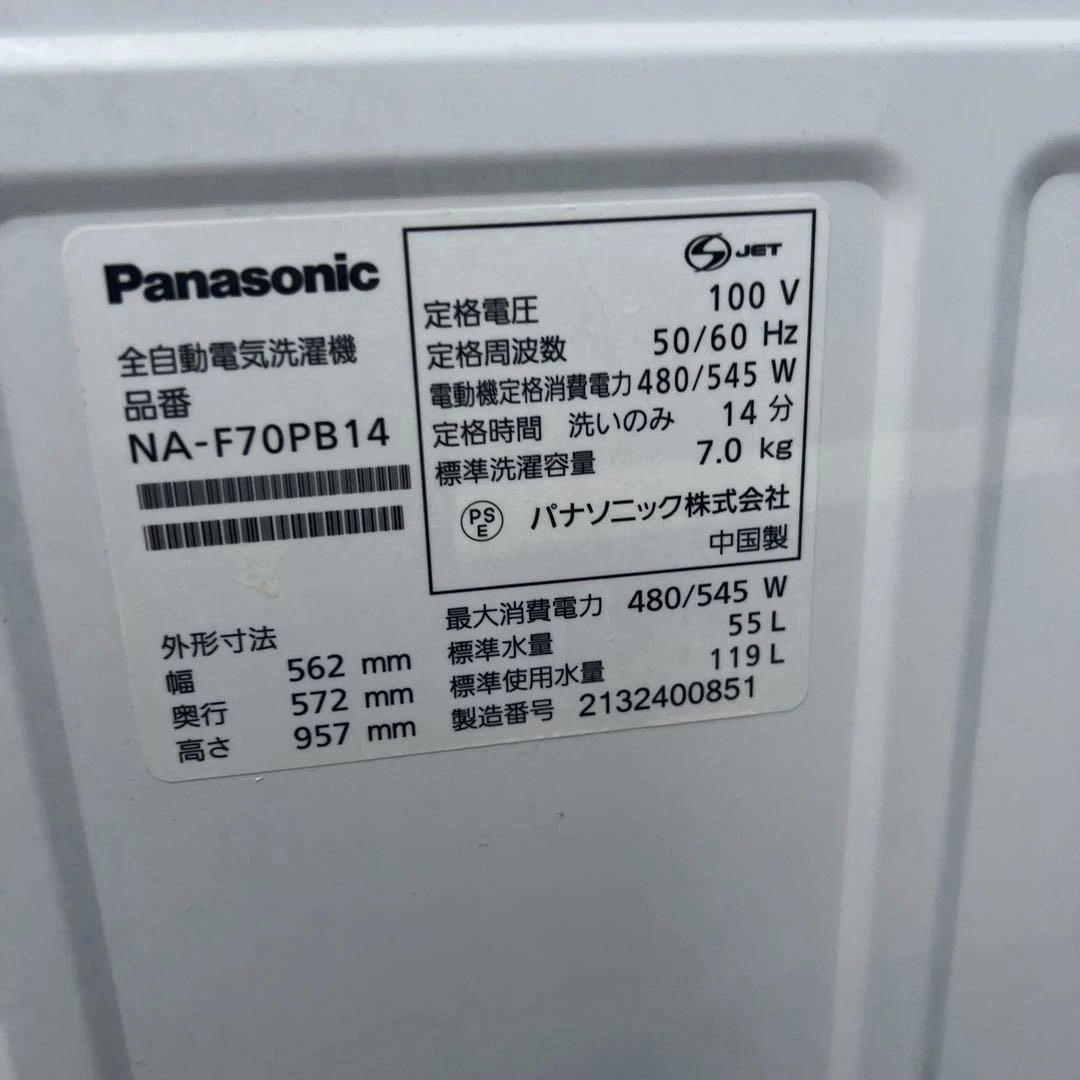 Panasonic
全自動電気洗濯機
品番
NA-F70PB14
外形寸法
幅 562 mm
奥行 572 mm
高さ 957 mm
S JET
定格電圧 100 V
定格周波数 50/60 Hz
電動機定格消費電力 480/545 W
定格時間 洗いのみ 14 分
標準洗濯容量 7.0 kg
PS
E
パナソニック株式会社
中国製
最大消費電力 480/545 W
標準水量 55 L
標準使用水量 119 L
製造番号 2132400851